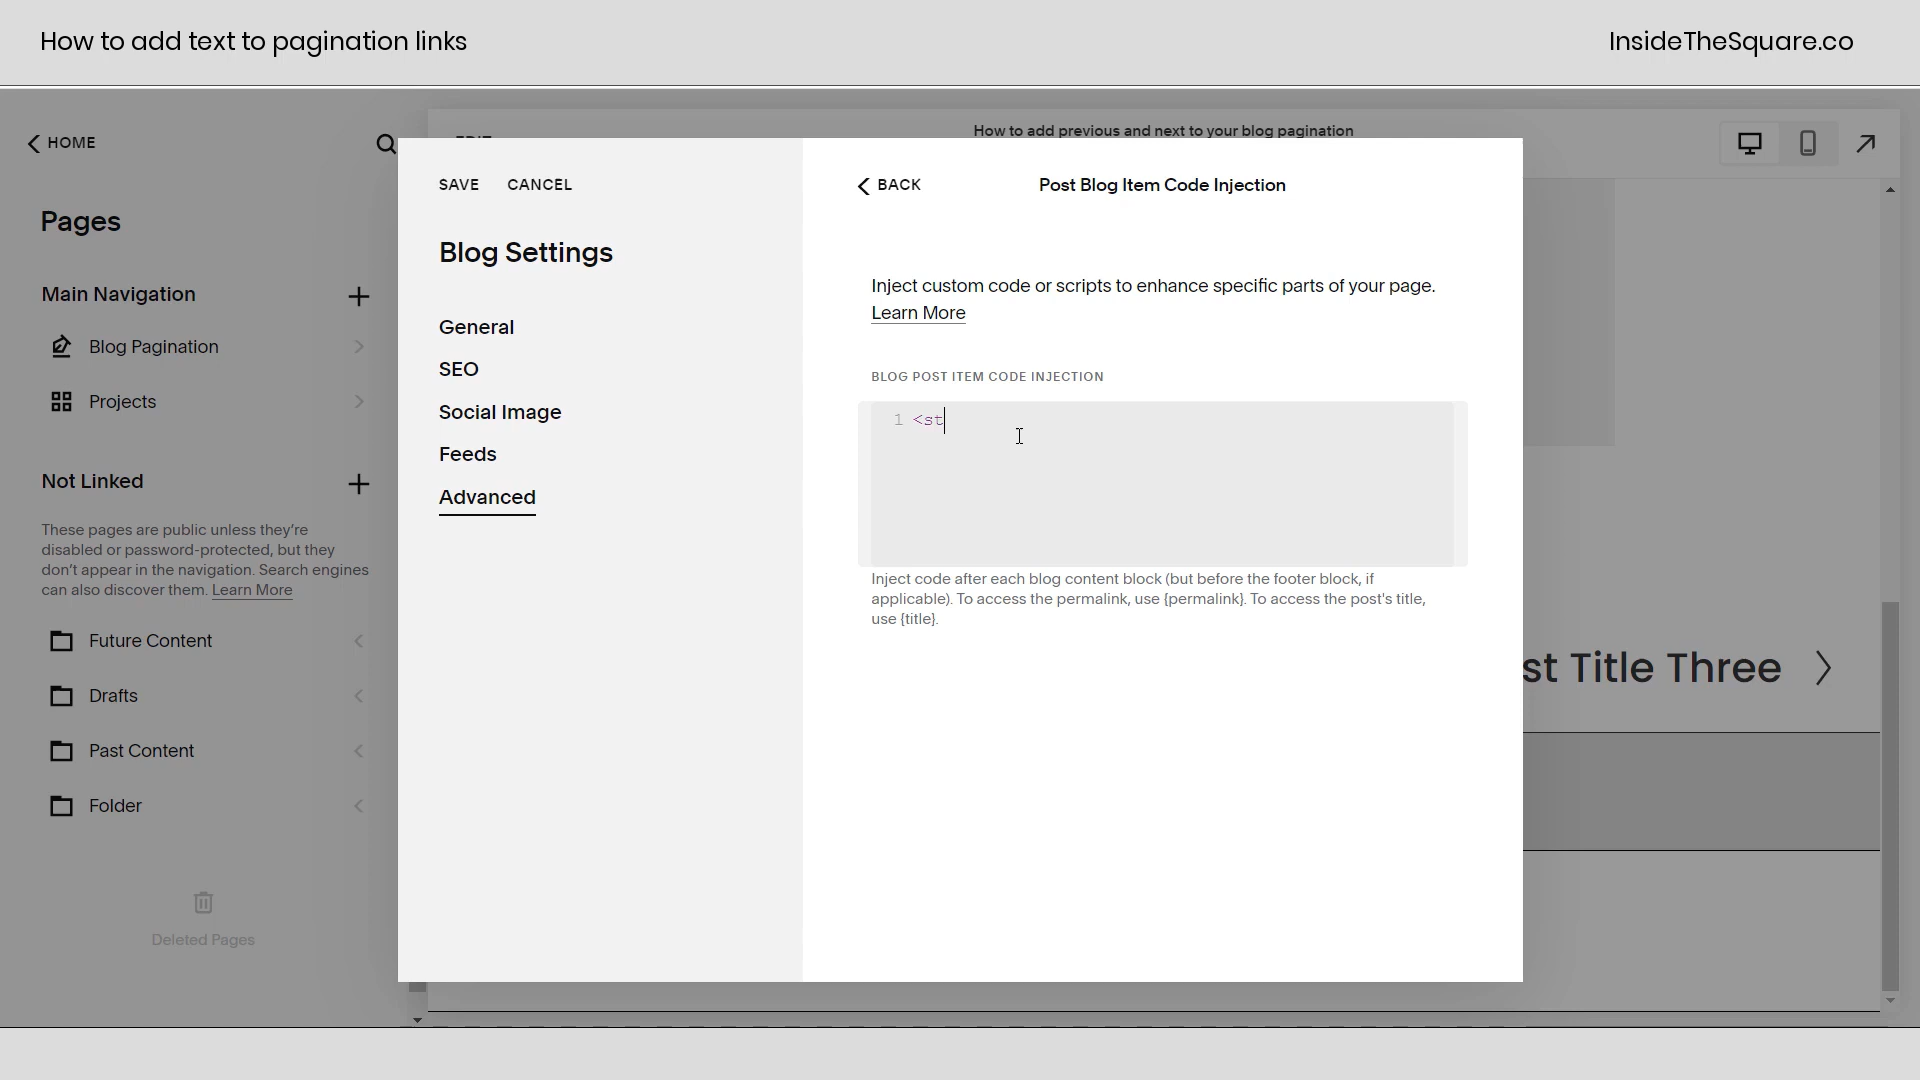 How to add text to pagination links
InsideTheSquare.co
HOME
How to add previous and next to your blog pagination
Pages
Main Navigation
Blog Pagination
Projects
Not Linked
These pages are public unless they're
disabled or password-protected, but they
don't appear in the navigation. Search engines
can also discover them. Learn More
Future Content
Drafts
Past Content
Folder
Deleted Pages
SAVE CANCEL
Blog Settings
General
SEO
Social Image
Feeds
Advanced
BACK
Post Blog Item Code Injection
Inject custom code or scripts to enhance specific parts of your page.
Learn More
BLOG POST ITEM CODE INJECTION
1 <st
Inject code after each blog content block (but before the footer block, if
applicable). To access the permalink, use {permalink}. To access the post's title,
use {title}.
st Title Three